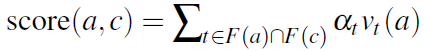 score(a, c) = ∑_{t∈F(a)∩F(c)} α_t v_t(a)